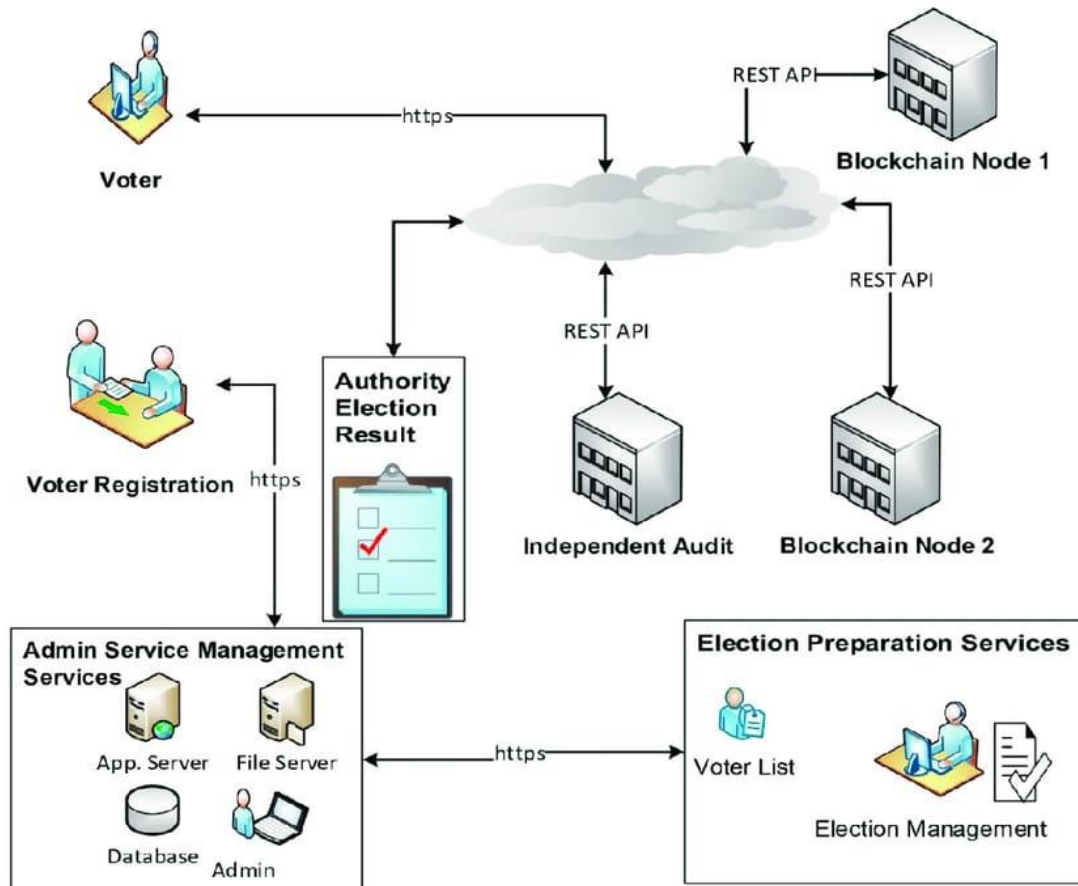 Voter
https
REST API
Blockchain Node 1
REST API
REST API
Authority
Election
Result
Voter Registration
https
Independent Audit
Blockchain Node 2
Admin Service Management
Services
App. Server
File Server
Database
Admin
https
Election Preparation Services
Voter List
Election Management